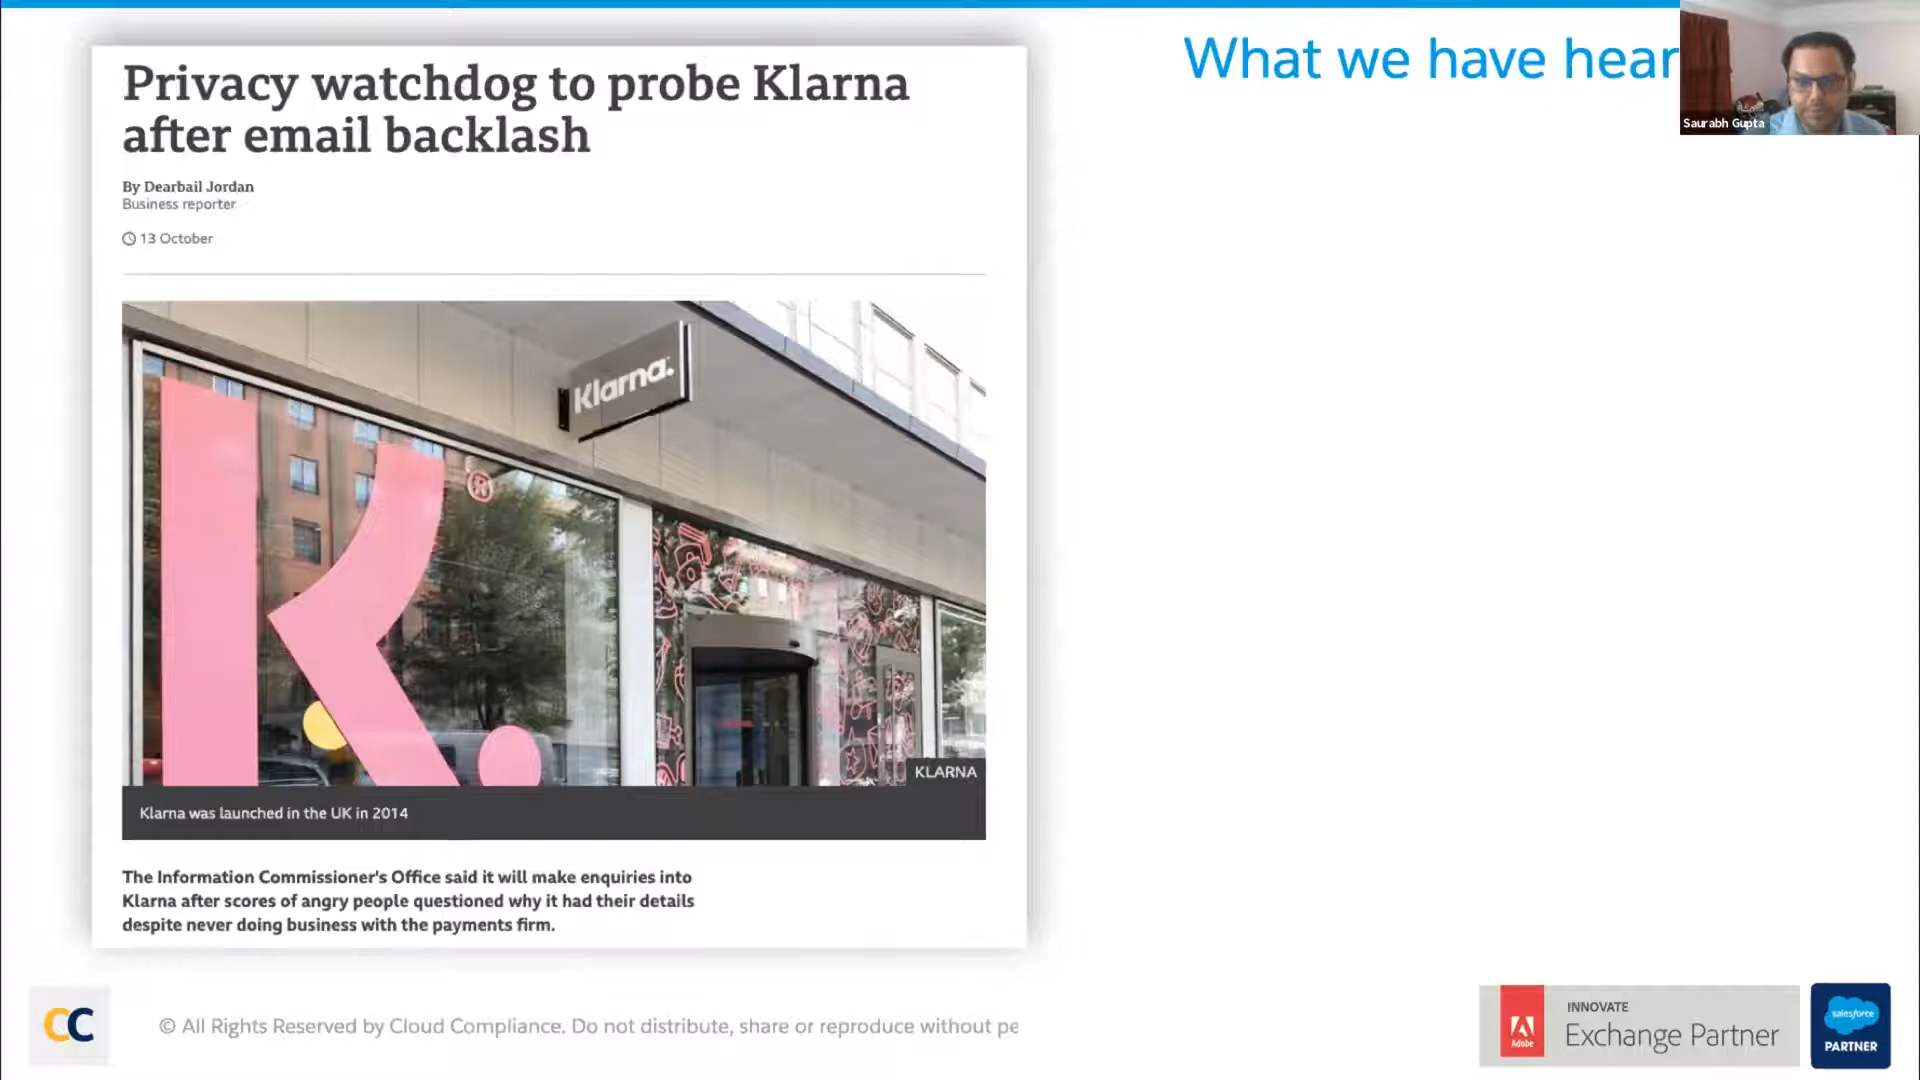 Privacy watchdog to probe Klarna
after email backlash
By Dearbail Jordan
Business reporter
13 October
Klarna.
®
KLARNA
Klarna was launched in the UK in 2014
The Information Commissioner's Office said it will make enquiries into
Klarna after scores of angry people questioned why it had their details
despite never doing business with the payments firm.
What we have hear
Saurabh Gupta
CC
© All Rights Reserved by Cloud Compliance. Do not distribute, share or reproduce without pe
Adobe
INNOVATE
Exchange Partner
salesforce
PARTNER